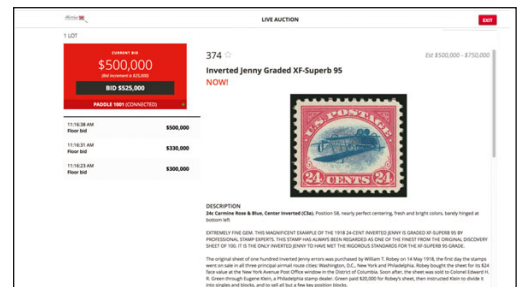 LIVE AUCTION
EXIT
1 LOT
CURRENT BID
$500,000
(Bid increment is $25,000)
BID $525,000
PADDLE 1001 (CONNECTED)
11:16:38 AM
Floor bid
$500,000
11:16:31 AM
Floor bid
$330,000
11:16:23 AM
Floor bid
$300,000
374
Est $500,000 - $750,000
Inverted Jenny Graded XF-Superb 95
NOW!
U.S. POSTAGE
24 CENTS 24
DESCRIPTION
24c Carmine Rose & Blue, Center Inverted (C3a). Position 58, nearly perfect centering, fresh and bright colors, barely hinged at
bottom left
EXTREMELY FINE GEM. THIS MAGNIFICENT EXAMPLE OF THE 1918 24-CENT INVERTED JENNY IS GRADED XF-SUPERB 95 BY
PROFESSIONAL STAMP EXPERTS. THIS STAMP HAS ALWAYS BEEN REGARDED AS ONE OF THE FINEST FROM THE ORIGINAL DISCOVERY
SHEET OF 100. IT IS THE ONLY INVERTED JENNY TO HAVE MET THE RIGOROUS STANDARDS FOR THE XF-SUPERB 95 GRADE.
The original sheet of one hundred inverted Jenny errors was purchased by William T. Robey on 14 May 1918, the first day the stamps
went on sale in all three principal airmail route cities: Washington, D.C., New York and Philadelphia. Robey bought the sheet for its $24
face value at the New York Avenue Post Office window in the District of Columbia. Soon after, the sheet was sold to Colonel Edward H.
R. Green through Eugene Klein, a Philadelphia stamp dealer. Green paid $20,000 for Robey's sheet, then instructed Klein to divide it
into singles and blocks, and to sell all but a few key position blocks.